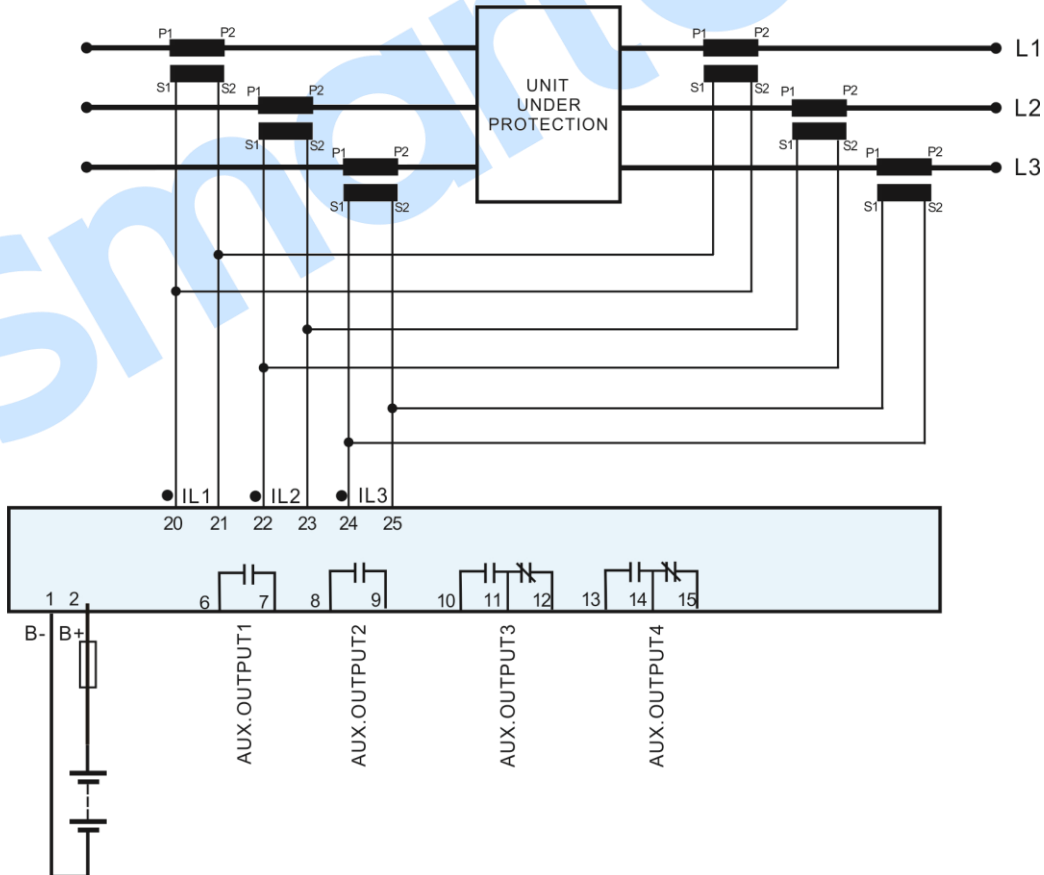 P1 P2 P1 P2 L1
S1 S2 S1 S2
UNIT
UNDER
PROTECTION
P1 P2 P1 P2 L2
S1 S2 S1 S2
P1 P2 P1 P2 L3
S1 S2 S1 S2
smart
IL1 IL2 IL3
20 21 22 23 24 25
1 2 6 7 8 9 10 11 12 13 14 15
B- B+
AUX.OUTPUT1
AUX.OUTPUT2
AUX.OUTPUT3
AUX.OUTPUT4